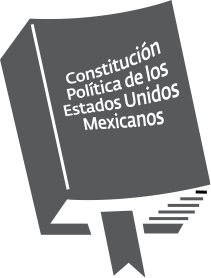 Constitución
Política de los
Estados Unidos
Mexicanos